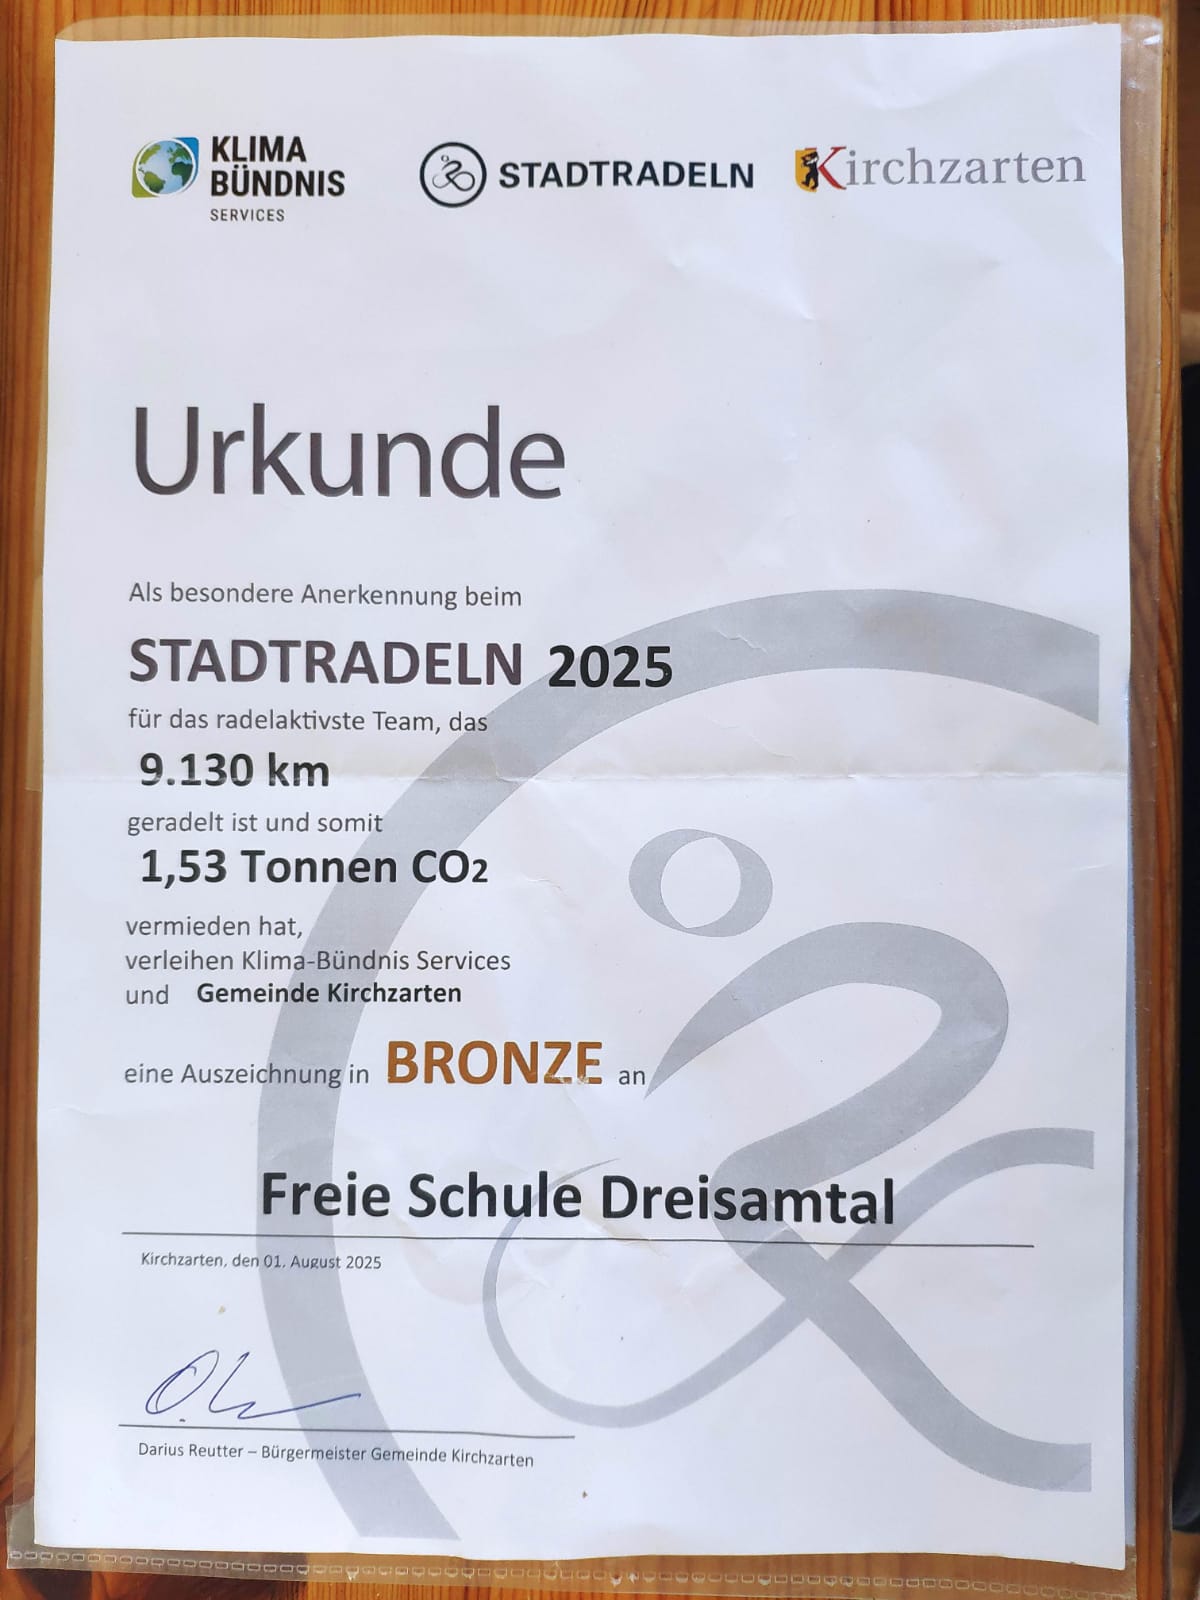 KLIMA
BÜNDNIS
SERVICES
STADTRADELN
Kirchzarten
Urkunde
Als besondere Anerkennung beim
STADTRADELN 2025
für das radelaktivste Team, das
9.130 km
geradelt ist und somit
1,53 Tonnen CO2
vermieden hat,
verleihen Klima-Bündnis Services
und Gemeinde Kirchzarten
eine Auszeichnung in BRONZE an
Freie Schule Dreisamtal
Kirchzarten, den 01. August 2025
Darius Reutter – Bürgermeister Gemeinde Kirchzarten